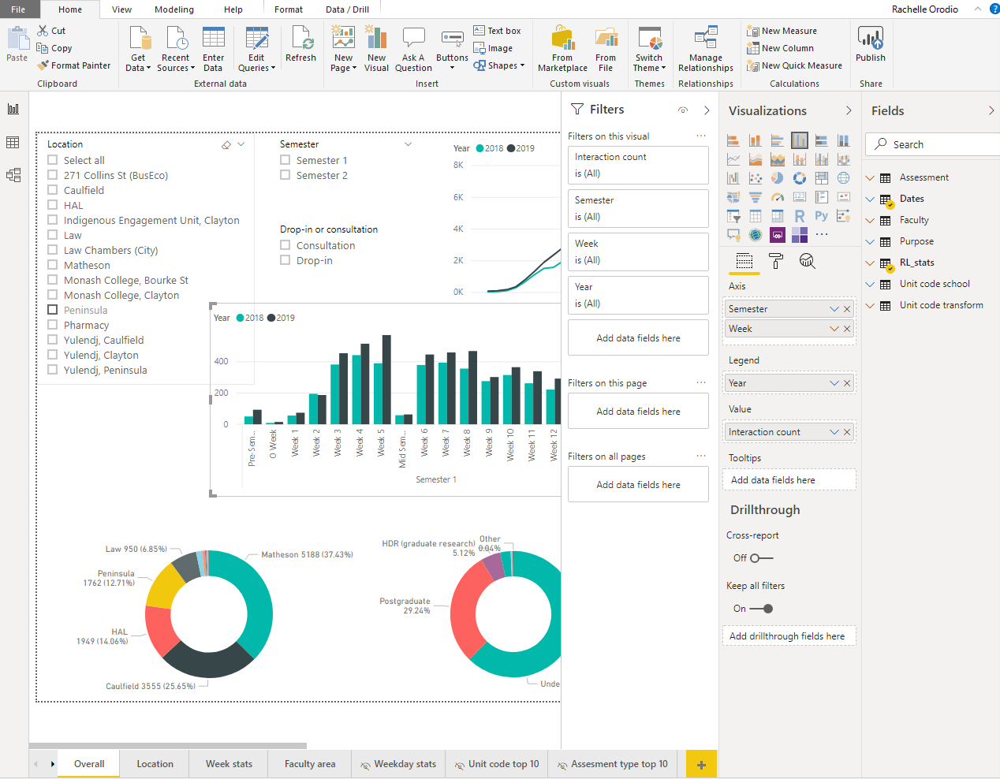 File Home View Modeling Help Format Data / Drill Rachelle Orodio
Paste
Cut
Copy
Format Painter
Clipboard
Get Data
Recent Sources
Enter Data
Edit Queries
External data
Refresh
New Page
New Visual
Ask A Question
Buttons
Text box
Image
Shapes
Insert
From Marketplace
From File
Custom visuals
Switch Theme
Themes
Manage Relationships
Relationships
New Measure
New Column
New Quick Measure
Calculations
Publish
Share
Location
Select all
271 Collins St (BusEco)
Caulfield
HAL
Indigenous Engagement Unit, Clayton
Law
Law Chambers (City)
Matheson
Monash College, Bourke St
Monash College, Clayton
Peninsula
Pharmacy
Yulendj, Caulfield
Yulendj, Clayton
Yulendj, Peninsula
Semester
Semester 1
Semester 2
Drop-in or consultation
Consultation
Drop-in
Year 2018 2019
8K
6K
4K
2K
0K
Year 2018 2019
400
200
0
Pre-Sem...
O Week
Week 1
Week 2
Week 3
Week 4
Week 5
Mid Sem...
Week 6
Week 7
Week 8
Week 9
Week 10
Week 11
Week 12
Semester 1
Law 950 (6.85%)
Matheson 5188 (37.43%)
Peninsula
1762 (12.71%)
HAL
1949 (14.06%)
Caulfield 3555 (25.65%)
HDR (graduate research)
5.12%
Other
0.04%
Postgraduate
29.24%
Unde
Filters
Filters on this visual
Interaction count
is (All)
Semester
is (All)
Week
is (All)
Year
is (All)
Add data fields here
Filters on this page
Add data fields here
Filters on all pages
Add data fields here
Visualizations
123
R Py
Axis
Semester
Week
Legend
Year
Value
Interaction count
Tooltips
Add data fields here
Drillthrough
Cross-report
Off
Keep all filters
On
Add drillthrough fields here
Fields
Search
Assessment
Dates
Faculty
Purpose
RL_stats
Unit code school
Unit code transform
Overall Location Week stats Faculty area Weekday stats Unit code top 10 Assesment type top 10